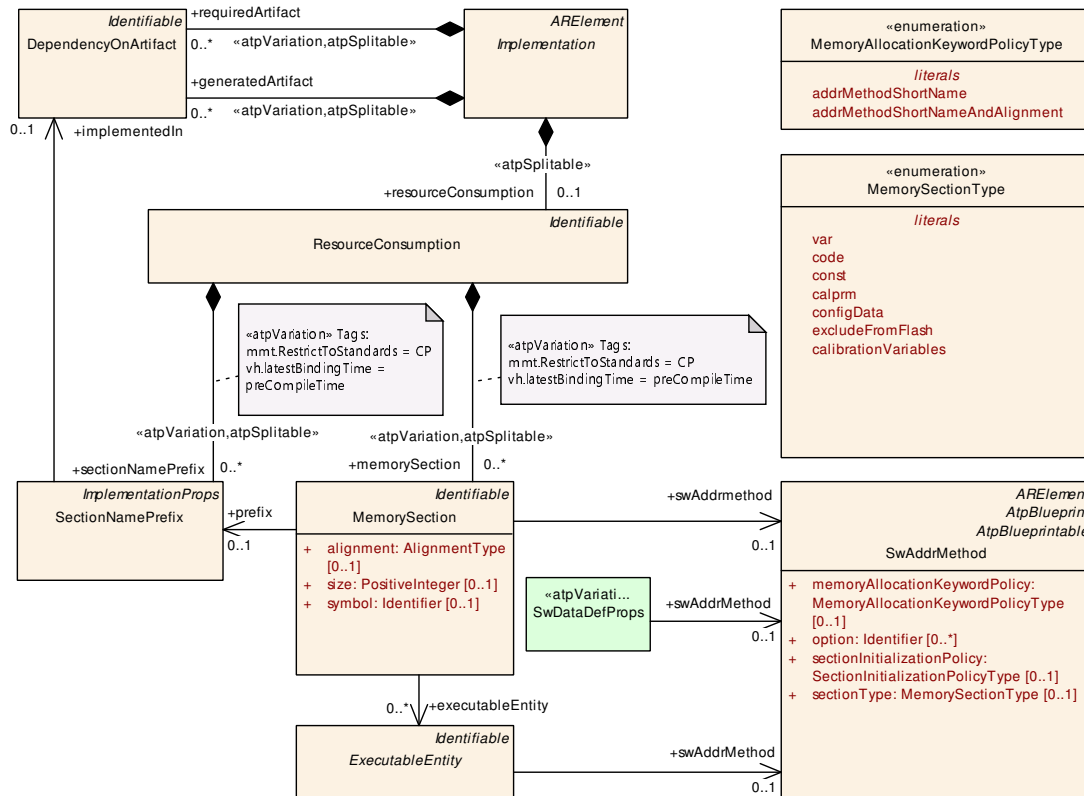 Identifiable
DependencyOnArtifact
+requiredArtifact
0..*
«atpVariation,atpSplitable»
+generatedArtifact
0..*
«atpVariation,atpSplitable»
ARElement
Implementation
«enumeration»
MemoryAllocationKeywordPolicyType
literals
addrMethodShortName
addrMethodShortNameAndAlignment
0..1
+implementedIn
«atpSplitable»
+resourceConsumption
0..1
«enumeration»
MemorySectionType
literals
var
code
const
calprm
configData
excludeFromFlash
calibrationVariables
Identifiable
ResourceConsumption
«atpVariation» Tags:
mmt.RestrictToStandards = CP
vh.latestBindingTime =
preCompileTime
«atpVariation» Tags:
mmt.RestrictToStandards = CP
vh.latestBindingTime = preCompileTime
«atpVariation,atpSplitable»
+sectionNamePrefix
0..*
«atpVariation,atpSplitable»
+memorySection
0..*
ImplementationProps
SectionNamePrefix
+prefix
0..1
Identifiable
MemorySection
+ alignment: AlignmentType
[0..1]
+ size: PositiveInteger [0..1]
+ symbol: Identifier [0..1]
+swAddrmethod
0..1
«atpVariati...
SwDataDefProps
+swAddrMethod
0..1
ARElemen
AtpBlueprin
AtpBlueprintable
SwAddrMethod
+ memoryAllocationKeywordPolicy:
MemoryAllocationKeywordPolicyType
[0..1]
+ option: Identifier [0..*]
+ sectionInitializationPolicy:
SectionInitializationPolicyType [0..1]
+ sectionType: MemorySectionType [0..1]
0..*
+executableEntity
Identifiable
ExecutableEntity
+swAddrMethod
0..1